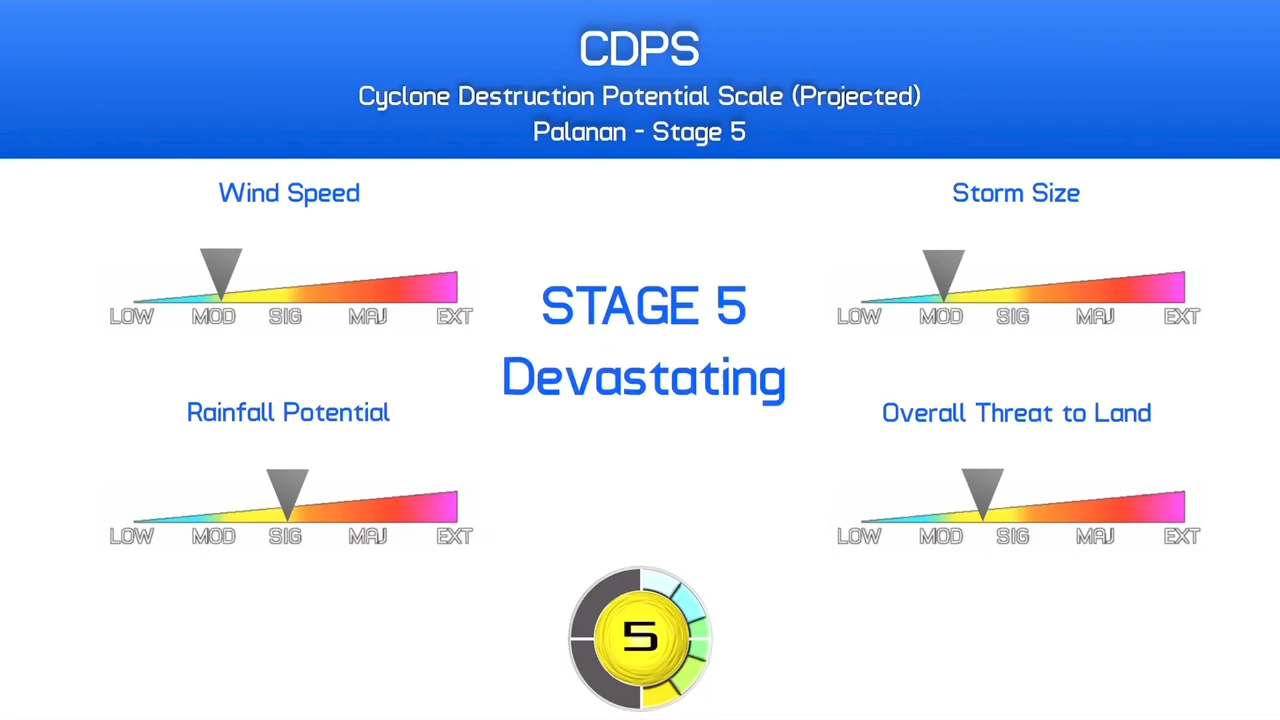 CDPS
Cyclone Destruction Potential Scale (Projected)
Palanan - Stage 5
Wind Speed
LOW MOD SIG MAJ EXT
Storm Size
LOW MOD SIG MAJ EXT
STAGE 5
Devastating
Rainfall Potential
LOW MOD SIG MAJ EXT
Overall Threat to Land
LOW MOD SIG MAJ EXT
5